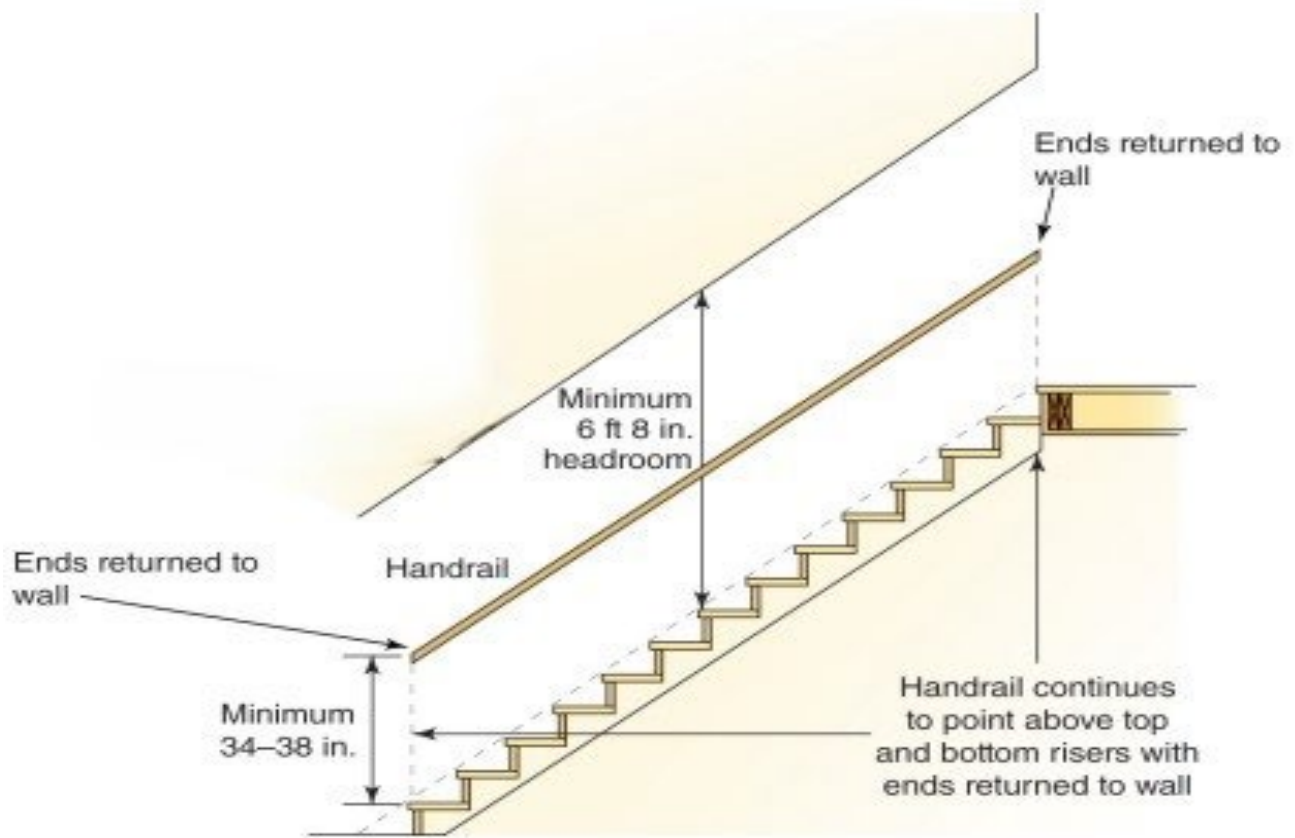 Ends returned to
wall
Minimum
6 ft 8 in.
headroom
Ends returned to
wall
Handrail
Minimum
34–38 in.
Handrail continues
to point above top
and bottom risers with
ends returned to wall